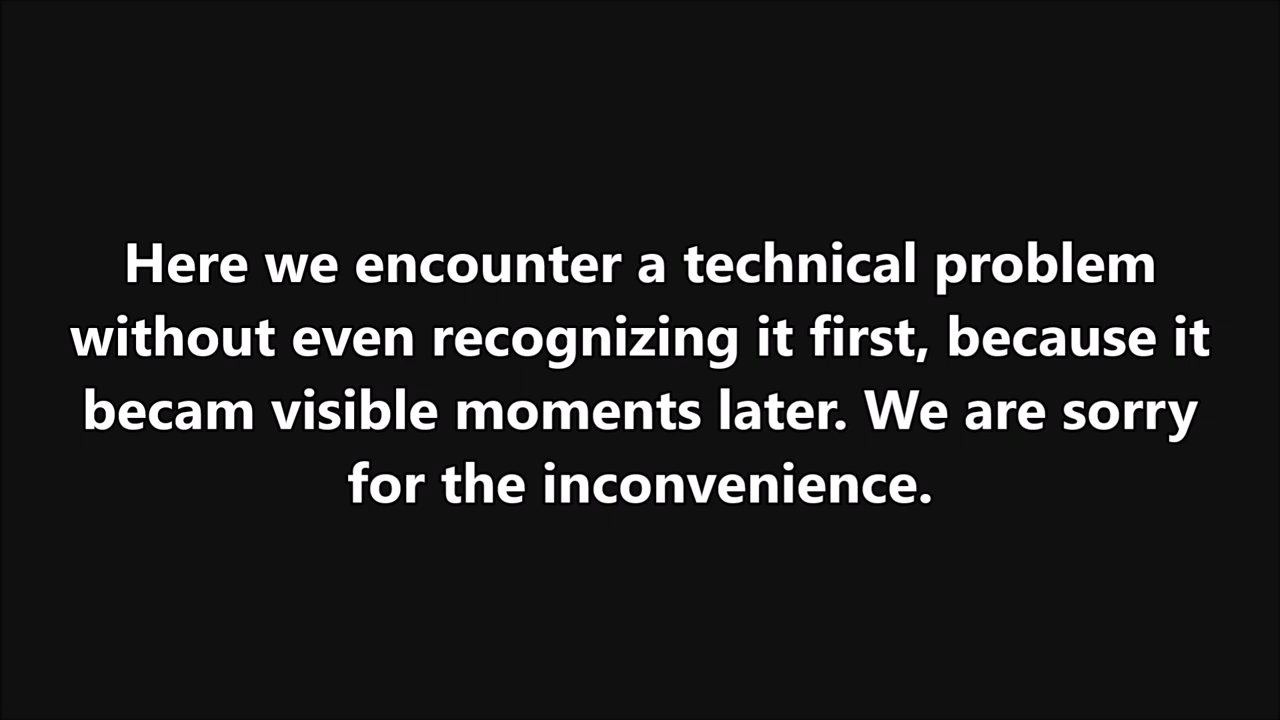 Here we encounter a technical problem
without even recognizing it first, because it
becam visible moments later. We are sorry
for the inconvenience.